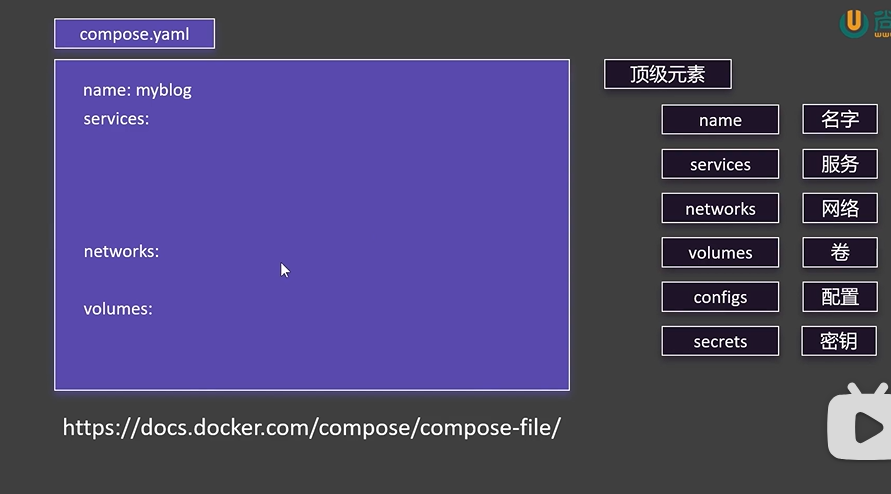 compose.yaml
name: myblog
services:
networks:
volumes:
https://docs.docker.com/compose/compose-file/
顶级元素
name 名字
services 服务
networks 网络
volumes 卷
configs 配置
secrets 密钥